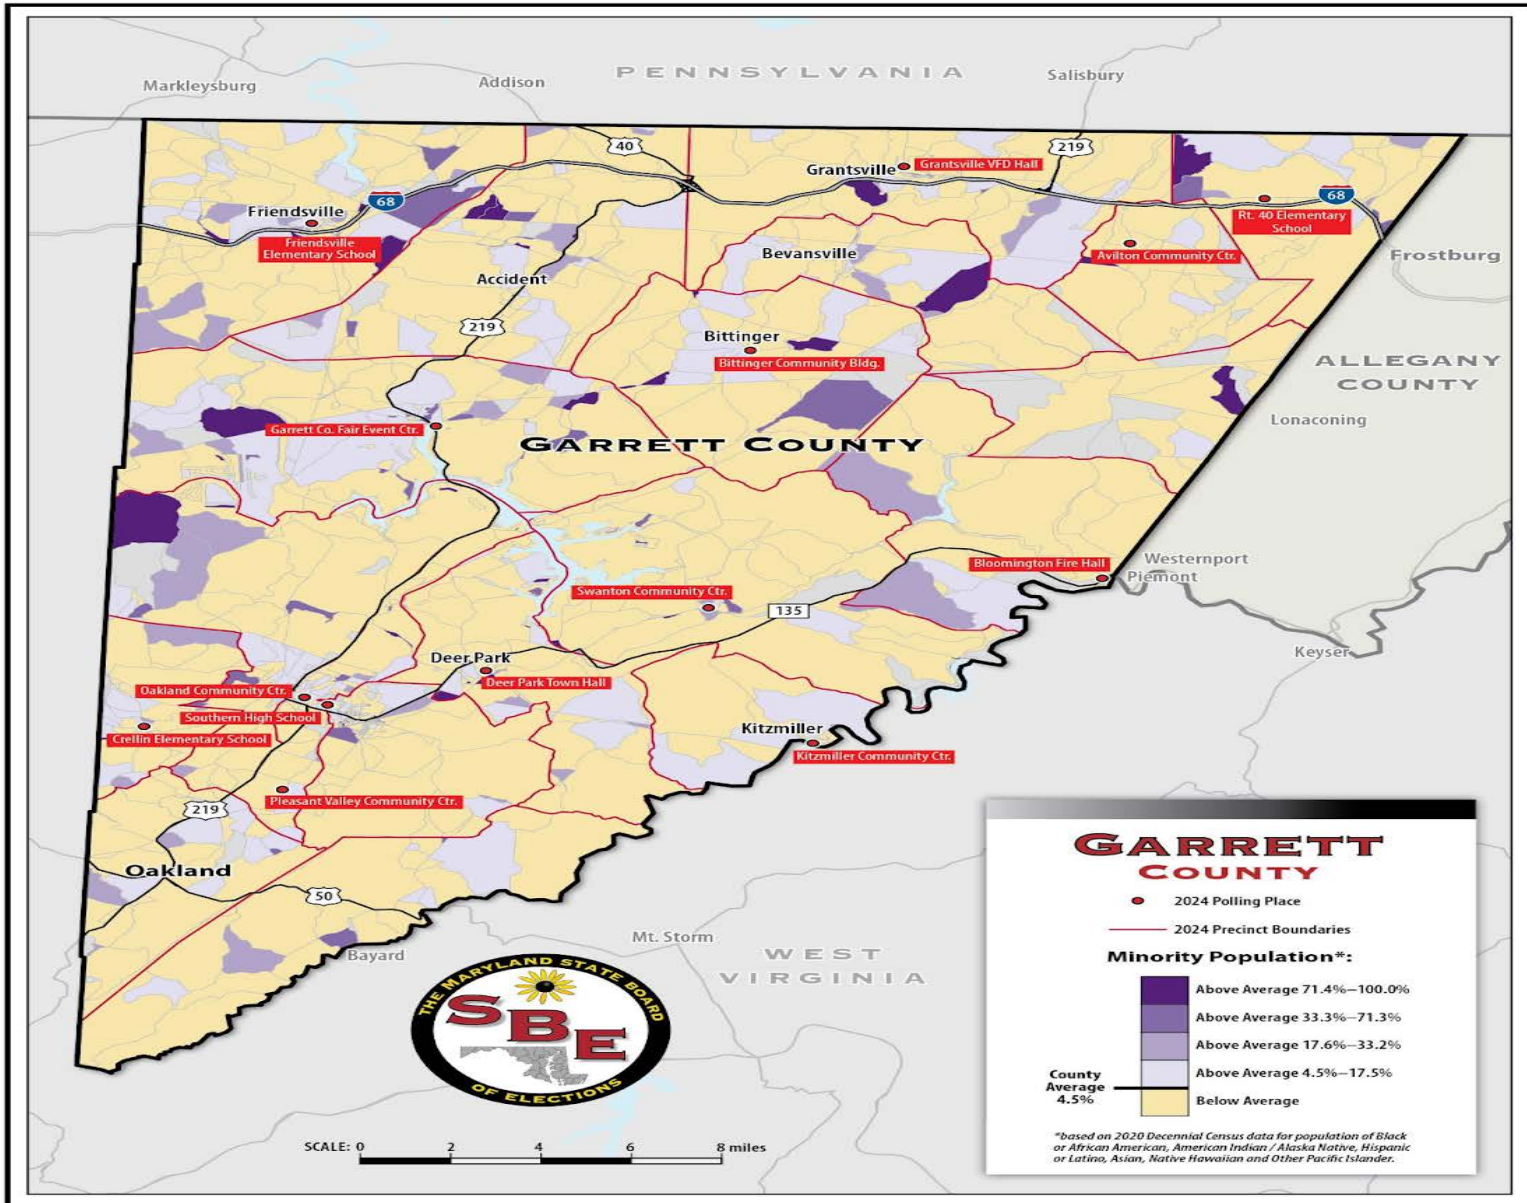 PENNSYLVANIA
Markleysburg
Addison
Salisbury
40
219
Grantsville
Grantsville VFD Hall
68
68
Friendsville
Friendsville
Elementary School
Rt. 40 Elementary
School
Avilton Community Ctr.
Bevansville
Frostburg
Accident
219
Bittinger
Bittinger Community Bldg.
ALLEGANY
COUNTY
Lonaconing
Garrett Co. Fair Event Ctr.
GARRETT COUNTY
Bloomington Fire Hall
Westernport
Piemont
Swanton Community Ctr.
135
Keyser
Deer Park
Deer Park Town Hall
Oakland Community Ctr.
Southern High School
Crellin Elementary School
Kitzmiller
Kitzmiller Community Ctr.
Pleasant Valley Community Ctr.
219
Oakland
50
Bayard
Mt. Storm
WEST
VIRGINIA
THE MARYLAND STATE BOARD
SBE
OF ELECTIONS
SCALE: 0 2 4 6 8 miles
GARRETT
COUNTY
2024 Polling Place
2024 Precinct Boundaries
Minority Population*:
Above Average 71.4%–100.0%
Above Average 33.3%–71.3%
Above Average 17.6%–33.2%
Above Average 4.5%–17.5%
County
Average
4.5%
Below Average
*based on 2020 Decennial Census data for population of Black
or African American, American Indian / Alaska Native, Hispanic
or Latino, Asian, Native Hawaiian and Other Pacific Islander.